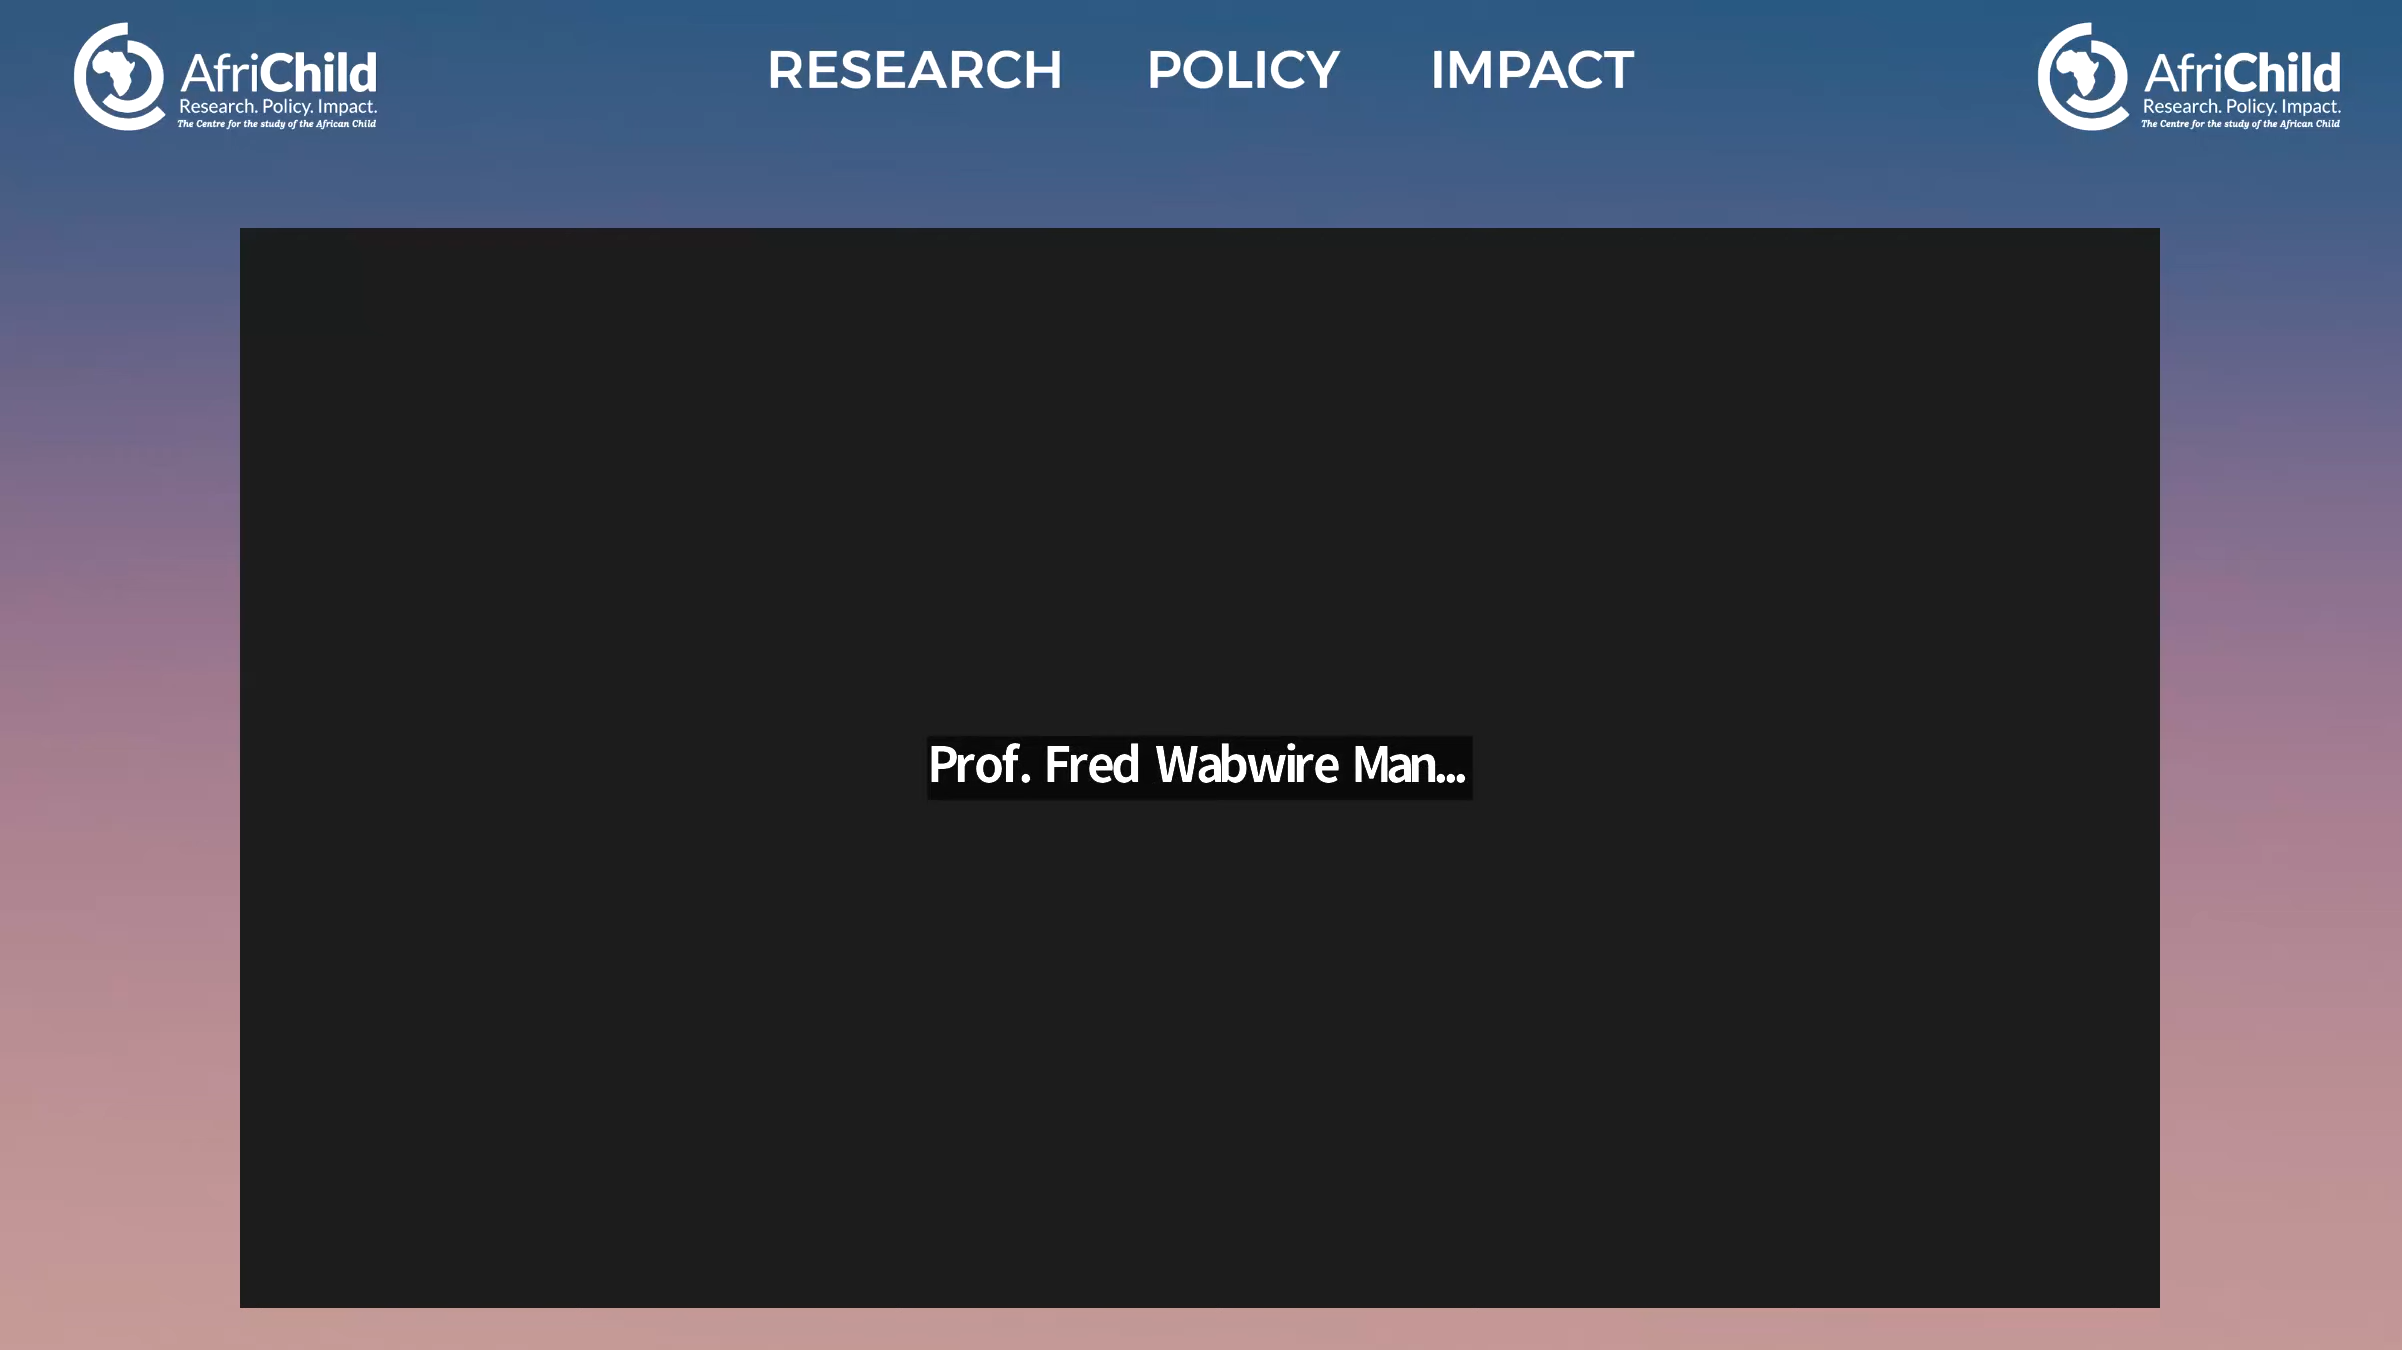 AfriChild
Research. Policy. Impact.
The Centre for the study of the African Child
RESEARCH POLICY IMPACT
AfriChild
Research. Policy. Impact.
The Centre for the study of the African Child
Prof. Fred Wabwire Man...